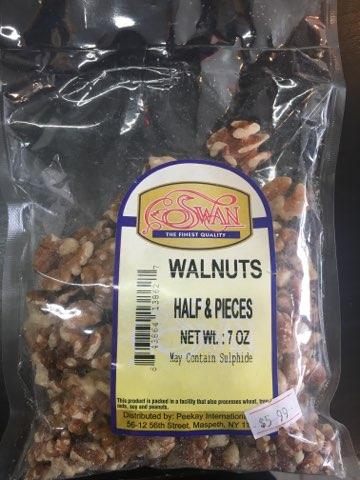 SWAN
THE FINEST QUALITY
WALNUTS
HALF & PIECES
NET Wt. : 7 OZ
May Contain Sulphide
This product is packed in a facility that also processes wheat,
nuts, soy and peanuts.
Distributed by: Peekay
56-12 56th Street, Maspeth, NY
$5.99